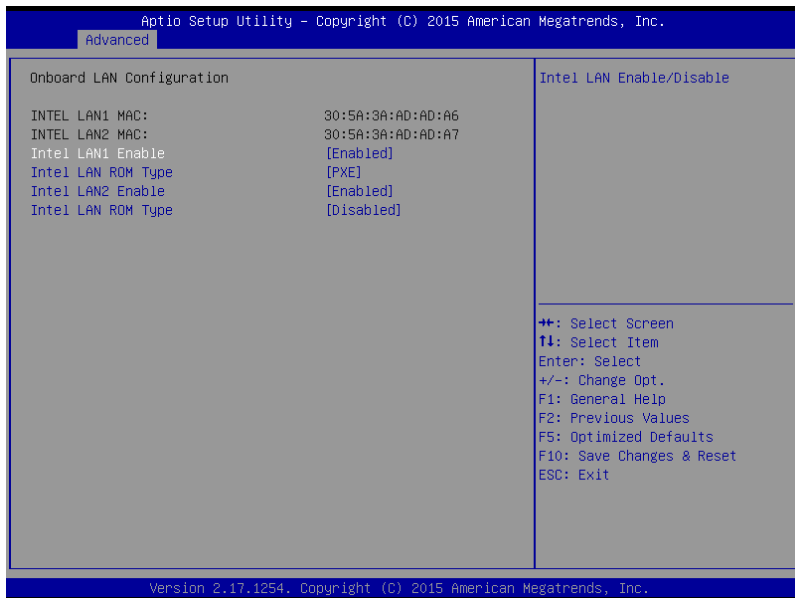 Aptio Setup Utility – Copyright (C) 2015 American Megatrends, Inc.
Advanced
Onboard LAN Configuration
INTEL LAN1 MAC: 30:5A:3A:AD:AD:A6
INTEL LAN2 MAC: 30:5A:3A:AD:AD:A7
Intel LAN1 Enable [Enabled]
Intel LAN ROM Type [PXE]
Intel LAN2 Enable [Enabled]
Intel LAN ROM Type [Disabled]
Intel LAN Enable/Disable
→←: Select Screen
↑↓: Select Item
Enter: Select
+/-: Change Opt.
F1: General Help
F2: Previous Values
F5: Optimized Defaults
F10: Save Changes & Reset
ESC: Exit
Version 2.17.1254. Copyright (C) 2015 American Megatrends, Inc.